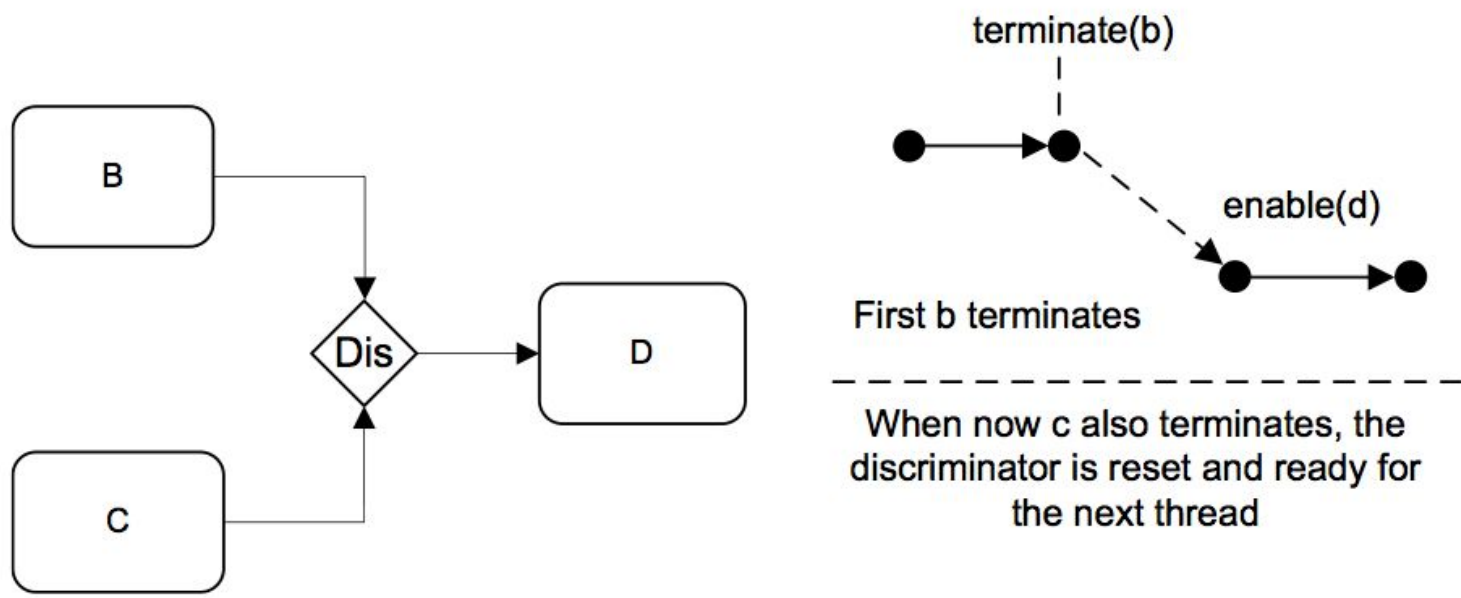 B
Dis
D
C
terminate(b)
enable(d)
First b terminates
When now c also terminates, the
discriminator is reset and ready for
the next thread